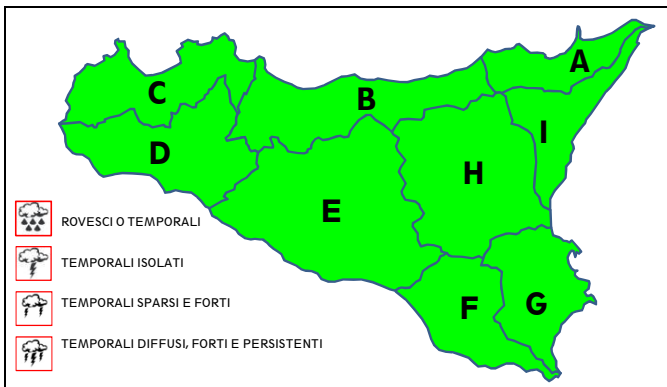 A
C
B
I
D
H
E
F
G
ROVESCI O TEMPORALI
TEMPORALI ISOLATI
TEMPORALI SPARSI E FORTI
TEMPORALI DIFFUSI, FORTI E PERSISTENTI